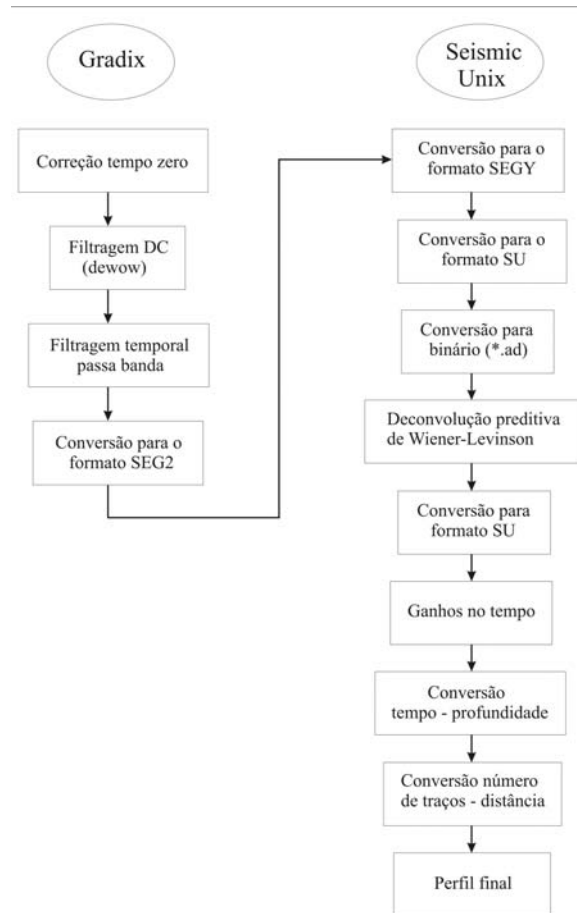 Gradix
Correção tempo zero
Filtragem DC
(dewow)
Filtragem temporal
passa banda
Conversão para o
formato SEG2
Seismic
Unix
Conversão para o
formato SEGY
Conversão para o
formato SU
Conversão para
binário (*.ad)
Deconvolução preditiva
de Wiener-Levinson
Conversão para
formato SU
Ganhos no tempo
Conversão
tempo - profundidade
Conversão número
de traços - distância
Perfil final